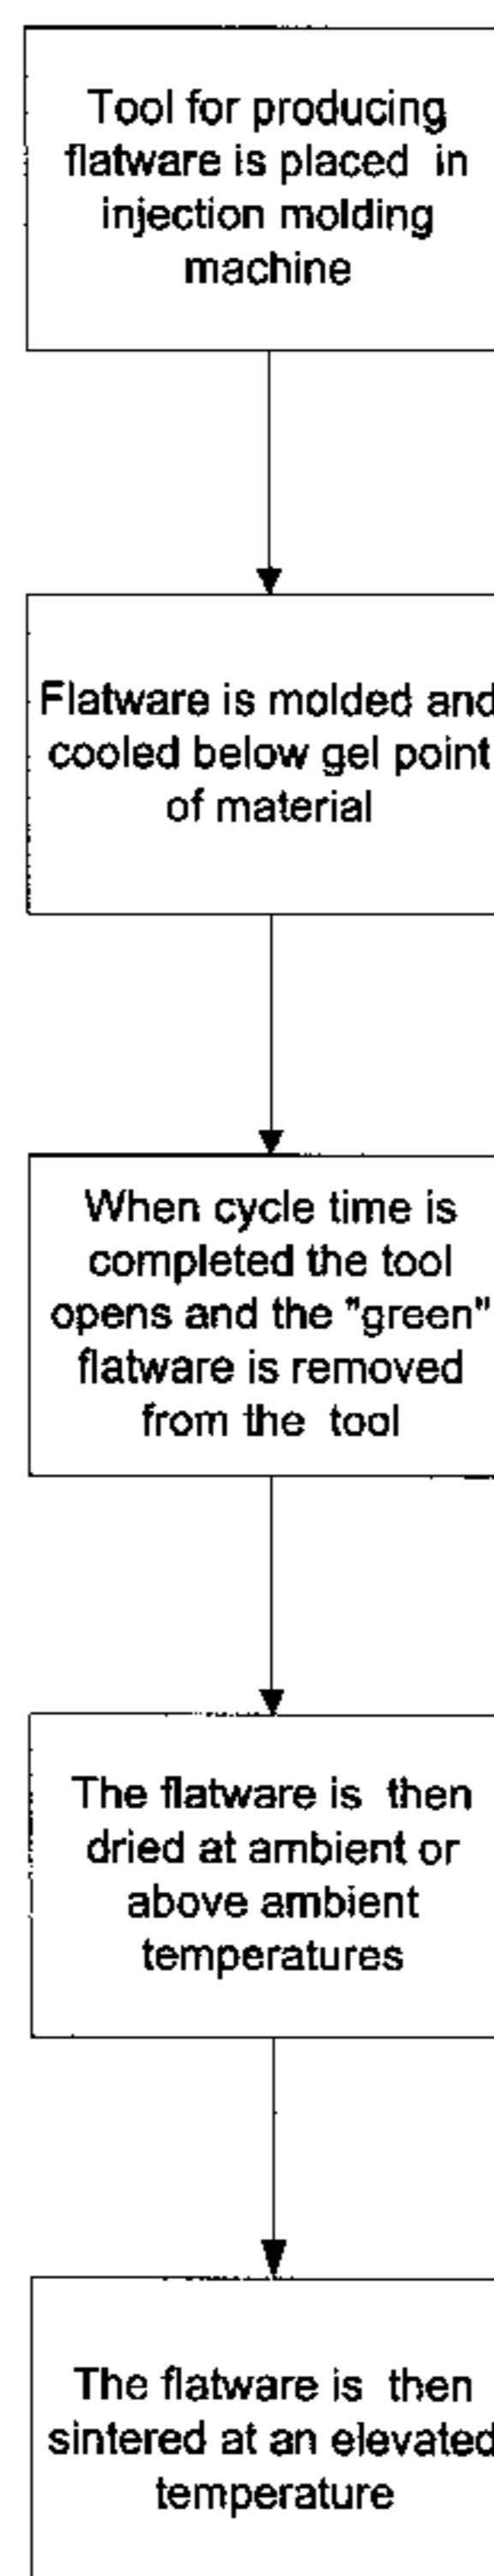 Tool for producing
flatware is placed in
injection molding
machine
Flatware is molded and
cooled below gel point
of material
When cycle time is
completed the tool
opens and the "green"
flatware is removed
from the tool
The flatware is then
dried at ambient or
above ambient
temperatures
The flatware is then
sintered at an elevated
temperature